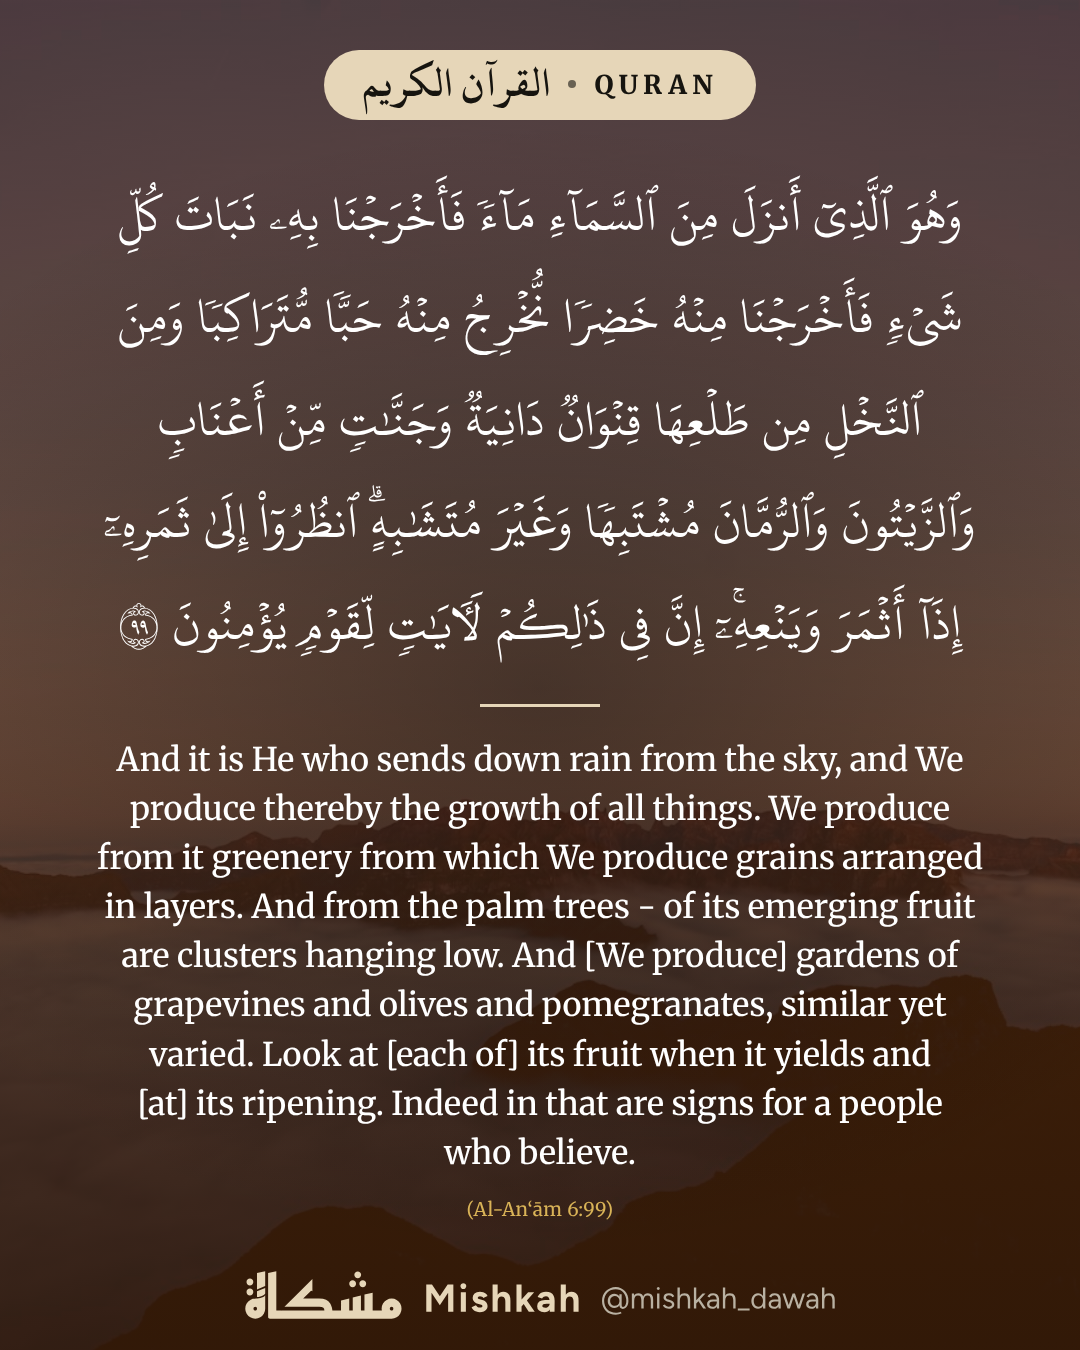 القرآن الكريم • QURAN
وَهُوَ ٱلَّذِىٓ أَنزَلَ مِنَ ٱلسَّمَآءِ مَآءً فَأَخْرَجْنَا بِهِۦ نَبَاتَ كُلِّ
شَىْءٍ فَأَخْرَجْنَا مِنْهُ خَضِرًا نُّخْرِجُ مِنْهُ حَبًّا مُّتَرَاكِبًا وَمِنَ
ٱلنَّخْلِ مِن طَلْعِهَا قِنْوَانٌ دَانِيَةٌ وَجَنَّـٰتٍ مِّنْ أَعْنَابٍ
وَٱلزَّيْتُونَ وَٱلرُّمَّانَ مُشْتَبِهًا وَغَيْرَ مُتَشَـٰبِهٍ ۗ ٱنظُرُوٓا۟ إِلَىٰ ثَمَرِهِۦٓ
إِذَآ أَثْمَرَ وَيَنْعِهِۦٓ ۚ إِنَّ فِى ذَٰلِكُمْ لَـَٔايَـٰتٍ لِّقَوْمٍ يُؤْمِنُونَ ٩٩
And it is He who sends down rain from the sky, and We
produce thereby the growth of all things. We produce
from it greenery from which We produce grains arranged
in layers. And from the palm trees - of its emerging fruit
are clusters hanging low. And [We produce] gardens of
grapevines and olives and pomegranates, similar yet
varied. Look at [each of] its fruit when it yields and
[at] its ripening. Indeed in that are signs for a people
who believe.
(Al-An‘ām 6:99)
مشكاة Mishkah @mishkah_dawah